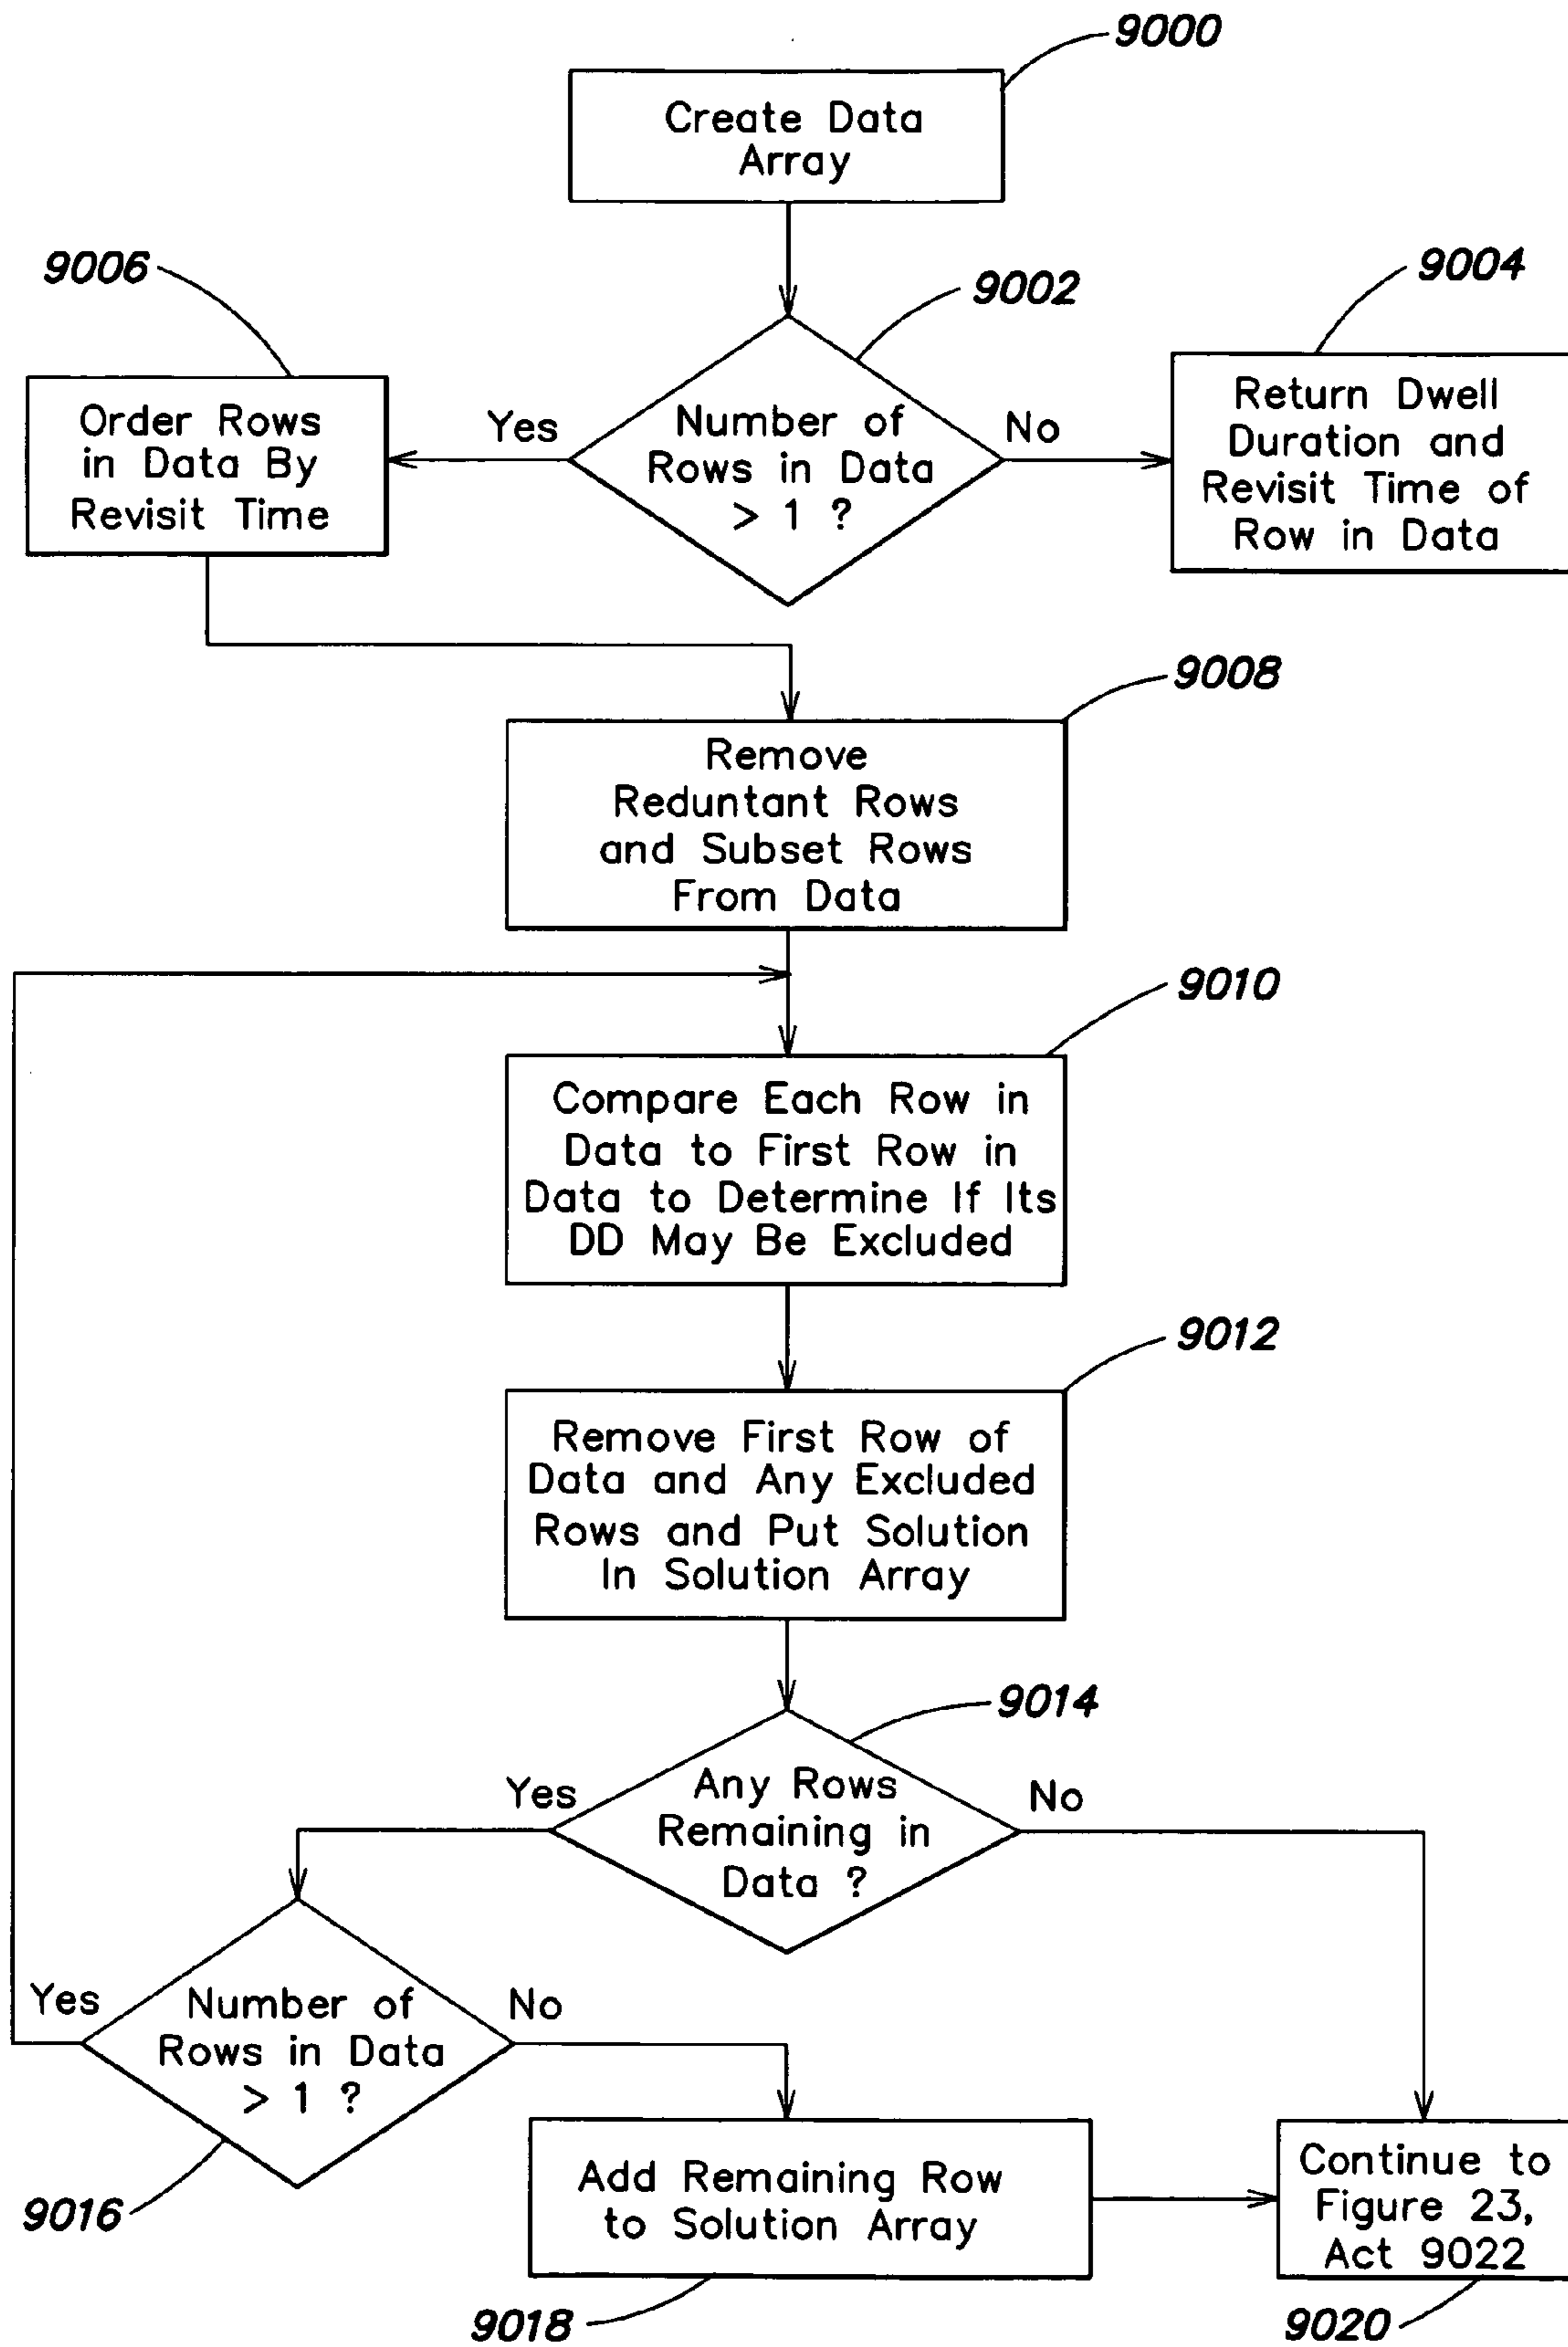 9000
Create Data
Array
9006
9002
9004
Order Rows
in Data By
Revisit Time
Yes
Number of
Rows in Data
> 1 ?
No
Return Dwell
Duration and
Revisit Time of
Row in Data
9008
Remove
Reduntant Rows
and Subset Rows
From Data
9010
Compare Each Row in
Data to First Row in
Data to Determine If Its
DD May Be Excluded
9012
Remove First Row of
Data and Any Excluded
Rows and Put Solution
In Solution Array
9014
Yes
Any Rows
Remaining in
Data ?
No
Yes
Number of
Rows in Data
> 1 ?
No
9016
Add Remaining Row
to Solution Array
9018
Continue to
Figure 23,
Act 9022
9020